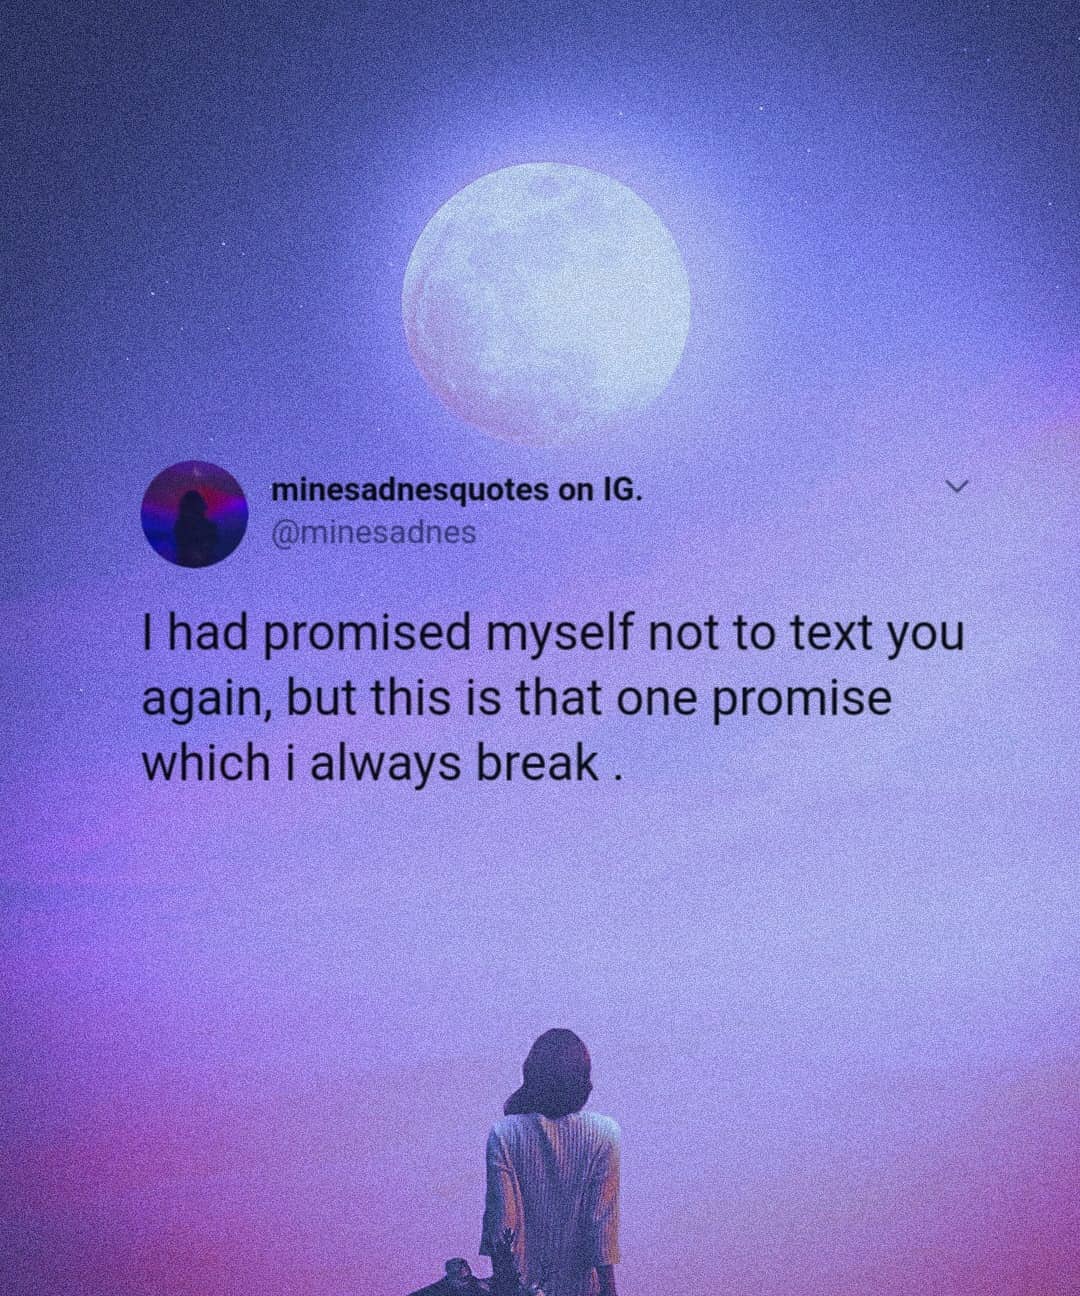 minesadnesquotes on IG.
@minesadnes
I had promised myself not to text you
again, but this is that one promise
which i always break .